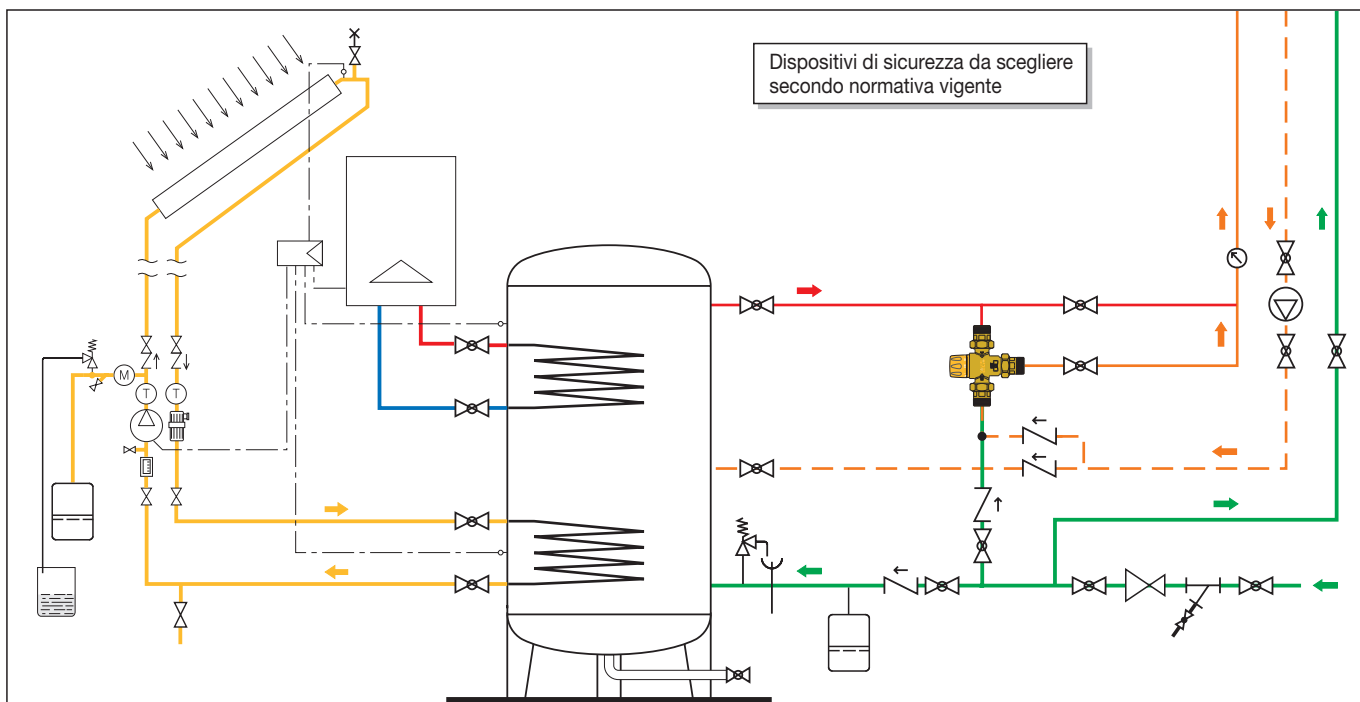 Dispositivi di sicurezza da scegliere
secondo normativa vigente
M
T
T